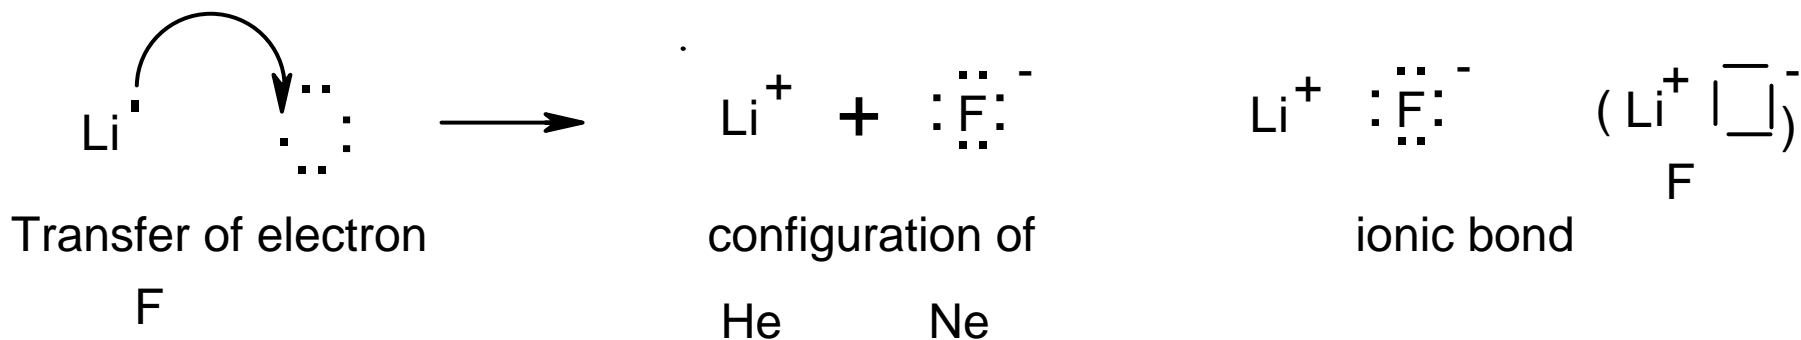 Li Li+ + F- Li+ F- ( Li+ )-
F
Transfer of electron configuration of ionic bond
F He Ne